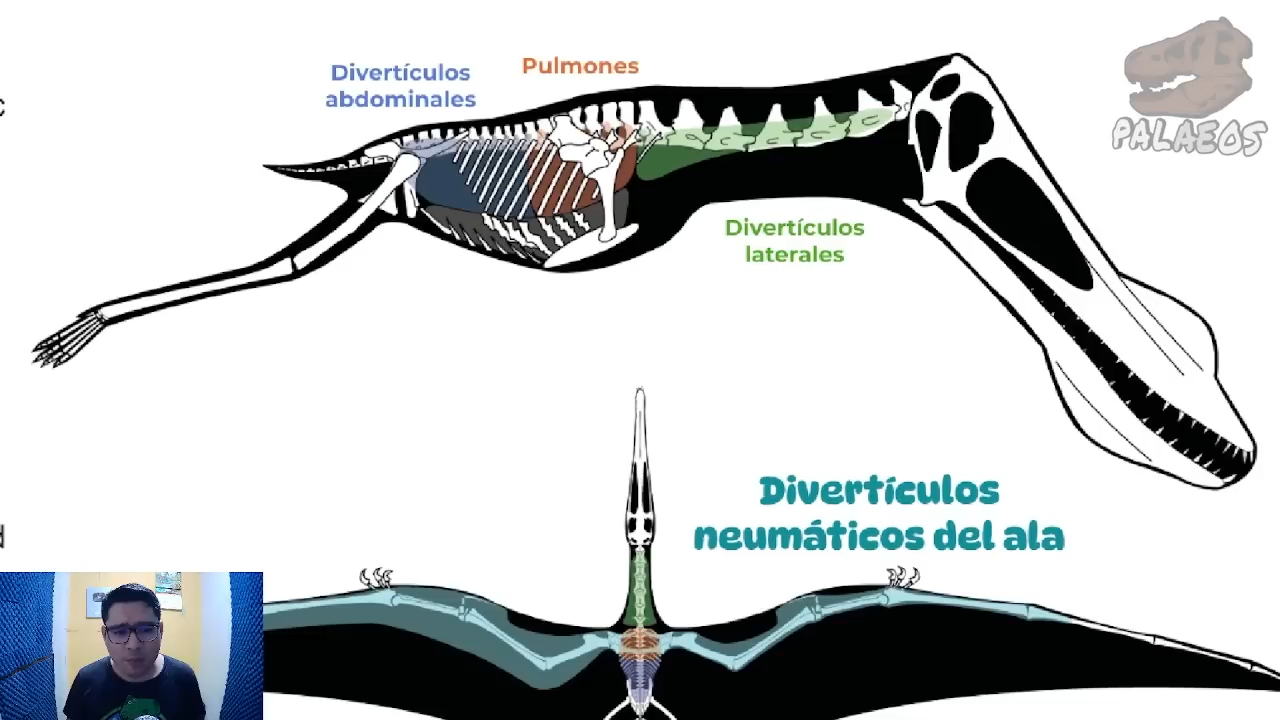 Divertículos
abdominales
Pulmones
PALAEOS
c
Divertículos
laterales
Divertículos
neumáticos del ala
d